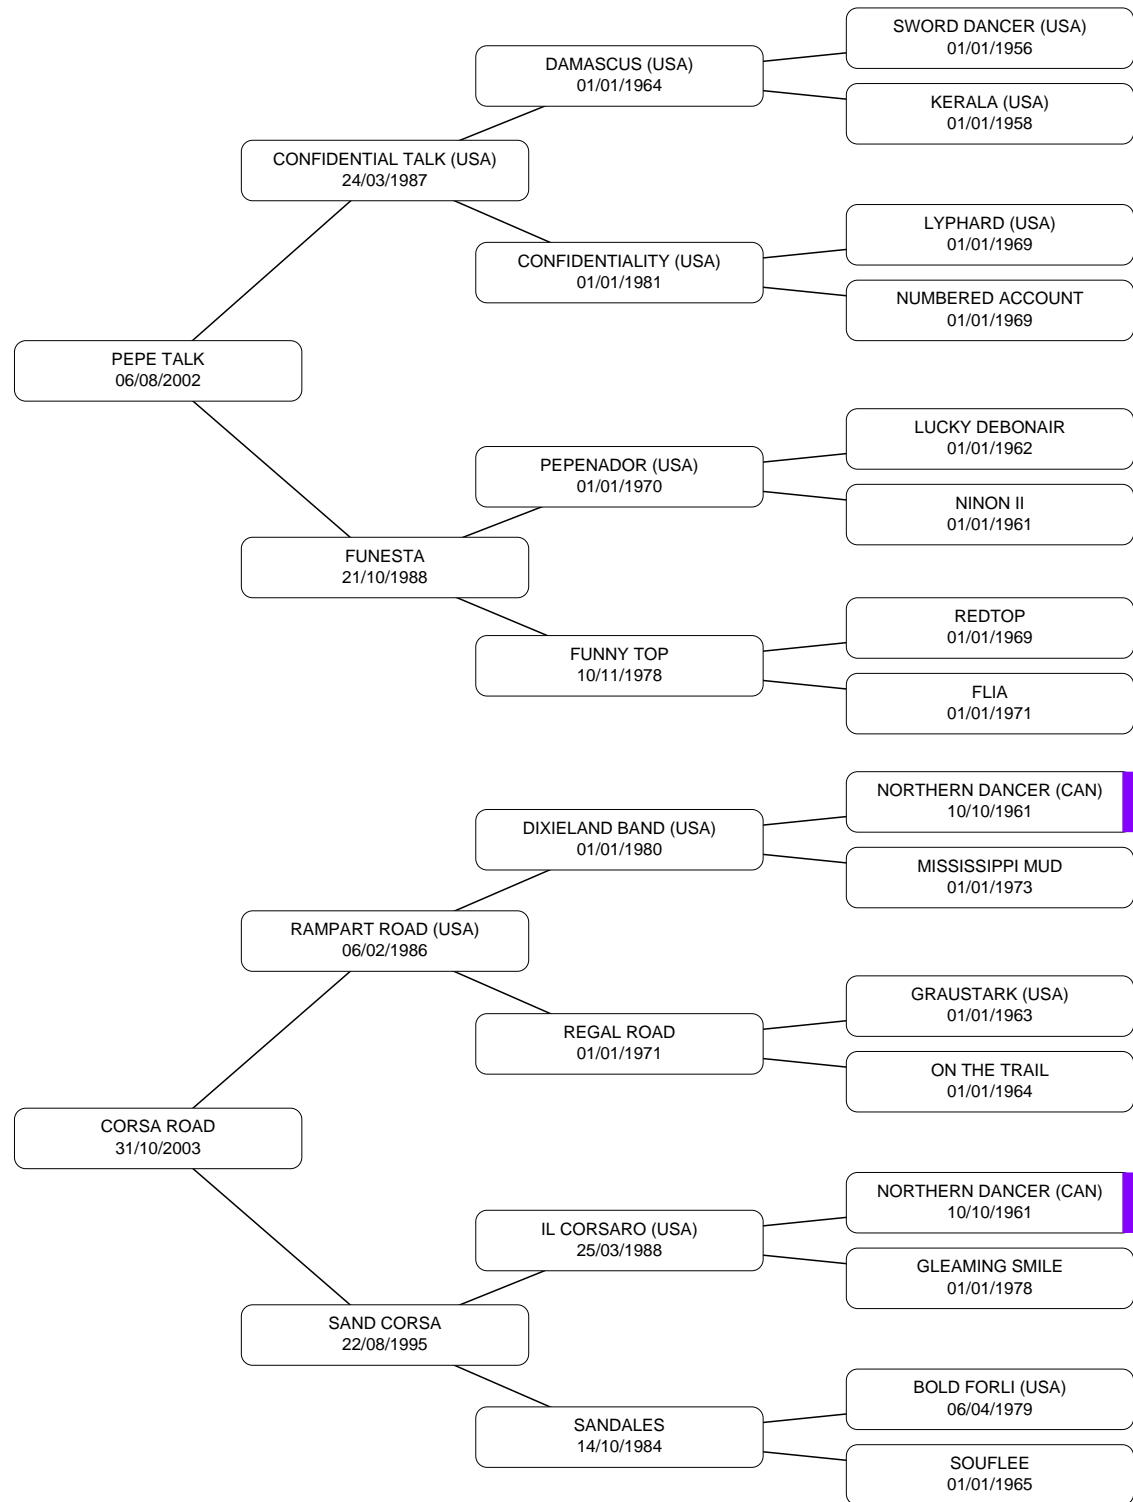 SWORD DANCER (USA)
01/01/1956
DAMASCUS (USA)
01/01/1964
KERALA (USA)
01/01/1958
CONFIDENTIAL TALK (USA)
24/03/1987
LYPHARD (USA)
01/01/1969
CONFIDENTIALITY (USA)
01/01/1981
NUMBERED ACCOUNT
01/01/1969
PEPE TALK
06/08/2002
LUCKY DEBONAIR
01/01/1962
PEPENADOR (USA)
01/01/1970
NINON II
01/01/1961
FUNESTA
21/10/1988
REDTOP
01/01/1969
FUNNY TOP
10/11/1978
FLIA
01/01/1971
NORTHERN DANCER (CAN)
10/10/1961
DIXIELAND BAND (USA)
01/01/1980
MISSISSIPPI MUD
01/01/1973
RAMPART ROAD (USA)
06/02/1986
GRAUSTARK (USA)
01/01/1963
REGAL ROAD
01/01/1971
ON THE TRAIL
01/01/1964
CORSA ROAD
31/10/2003
NORTHERN DANCER (CAN)
10/10/1961
IL CORSARO (USA)
25/03/1988
GLEAMING SMILE
01/01/1978
SAND CORSA
22/08/1995
BOLD FORLI (USA)
06/04/1979
SANDALES
14/10/1984
SOUFLEE
01/01/1965